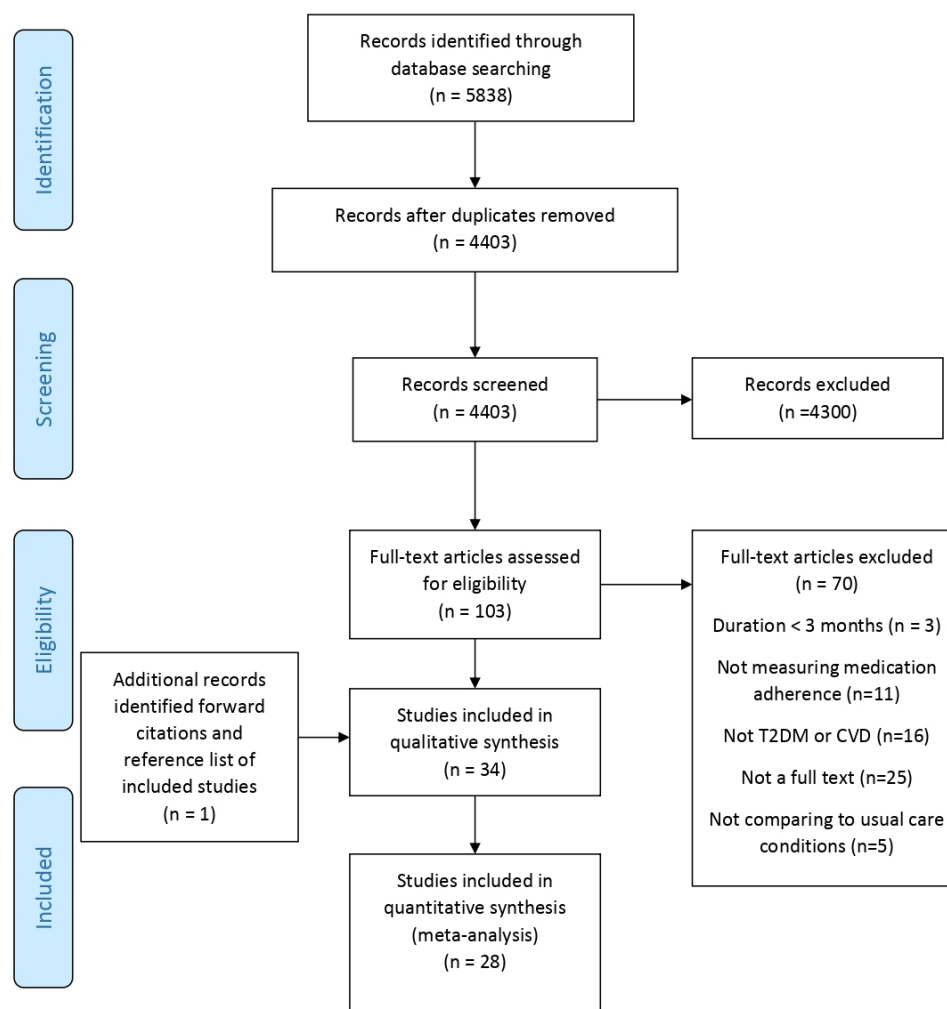 Identification
Records identified through
database searching
(n = 5838)
Records after duplicates removed
(n = 4403)
Screening
Records screened
(n = 4403)
Records excluded
(n =4300)
Eligibility
Full-text articles assessed
for eligibility
(n = 103)
Full-text articles excluded
(n = 70)
Duration < 3 months (n = 3)
Not measuring medication
adherence (n=11)
Not T2DM or CVD (n=16)
Not a full text (n=25)
Not comparing to usual care
conditions (n=5)
Additional records
identified forward
citations and
reference list of
included studies
(n = 1)
Studies included in
qualitative synthesis
(n = 34)
Included
Studies included in
quantitative synthesis
(meta-analysis)
(n = 28)